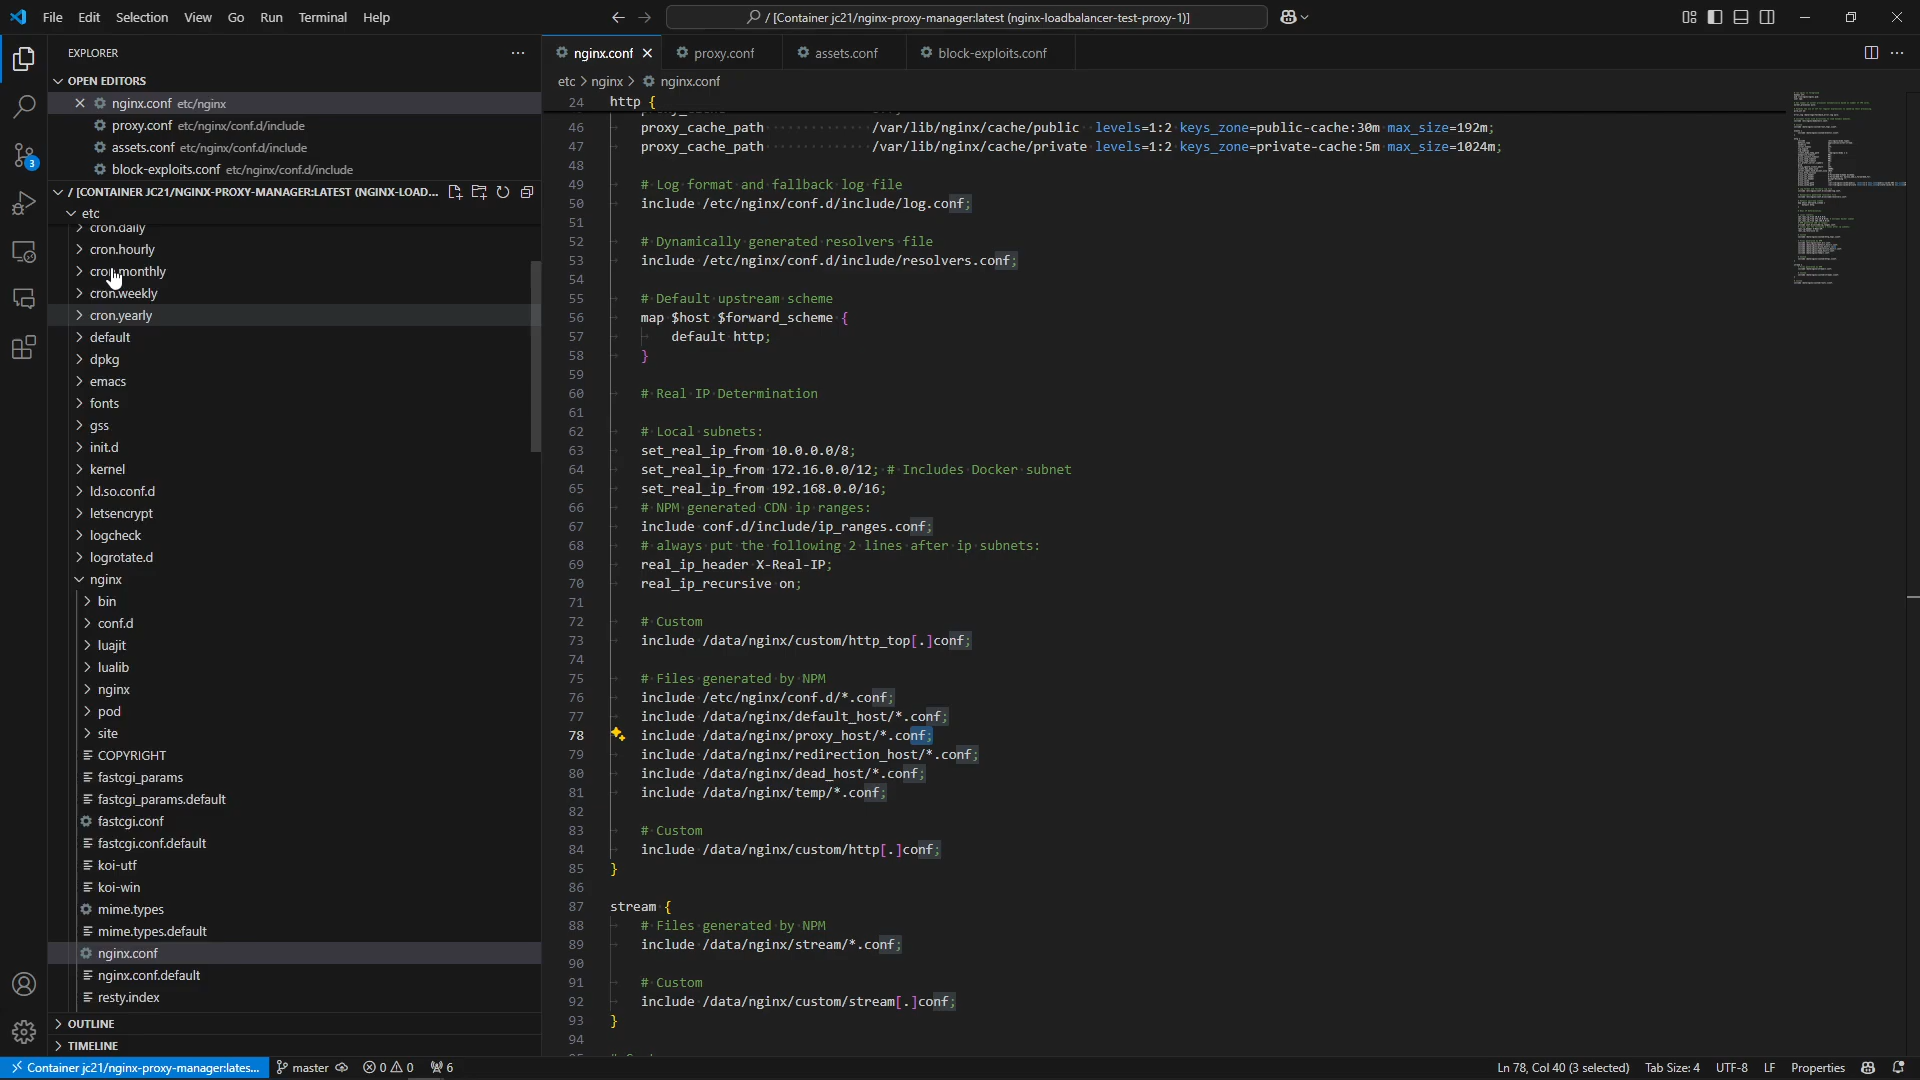 File Edit Selection View Go Run Terminal Help
/ [Container jc21/nginx-proxy-manager:latest (nginx-loadbalancer-test-proxy-1)]
EXPLORER
OPEN EDITORS
nginx.conf etc/nginx
proxy.conf etc/nginx/conf.d/include
assets.conf etc/nginx/conf.d/include
block-exploits.conf etc/nginx/conf.d/include
/ [CONTAINER JC21/NGINX-PROXY-MANAGER:LATEST (NGINX-LOAD...
etc
cron.daily
cron.hourly
cron.monthly
cron.weekly
cron.yearly
default
dpkg
emacs
fonts
gss
init.d
kernel
ld.so.conf.d
letsencrypt
logcheck
logrotate.d
nginx
bin
conf.d
luajit
lualib
nginx
pod
site
COPYRIGHT
fastcgi_params
fastcgi_params.default
fastcgi.conf
fastcgi.conf.default
koi-utf
koi-win
mime.types
mime.types.default
nginx.conf
nginx.conf.default
resty.index
OUTLINE
TIMELINE
3
nginx.conf proxy.conf assets.conf block-exploits.conf
etc > nginx > nginx.conf
24 http {
46 proxy_cache_path /var/lib/nginx/cache/public levels=1:2 keys_zone=public-cache:30m max_size=192m;
47 proxy_cache_path /var/lib/nginx/cache/private levels=1:2 keys_zone=private-cache:5m max_size=1024m;
48
49 # Log format and fallback log file
50 include /etc/nginx/conf.d/include/log.conf;
51
52 # Dynamically generated resolvers file
53 include /etc/nginx/conf.d/include/resolvers.conf;
54
55 # Default upstream scheme
56 map $host $forward_scheme {
57 default http;
58 }
59
60 # Real IP Determination
61
62 # Local subnets:
63 set_real_ip_from 10.0.0.0/8;
64 set_real_ip_from 172.16.0.0/12; # Includes Docker subnet
65 set_real_ip_from 192.168.0.0/16;
66 # NPM generated CDN ip ranges:
67 include conf.d/include/ip_ranges.conf;
68 # always put the following 2 lines after ip subnets:
69 real_ip_header X-Real-IP;
70 real_ip_recursive on;
71
72 # Custom
73 include /data/nginx/custom/http_top[.]conf;
74
75 # Files generated by NPM
76 include /etc/nginx/conf.d/*.conf;
77 include /data/nginx/default_host/*.conf;
78 include /data/nginx/proxy_host/*.conf;
79 include /data/nginx/redirection_host/*.conf;
80 include /data/nginx/dead_host/*.conf;
81 include /data/nginx/temp/*.conf;
82
83 # Custom
84 include /data/nginx/custom/http[.]conf;
85 }
86
87 stream {
88 # Files generated by NPM
89 include /data/nginx/stream/*.conf;
90
91 # Custom
92 include /data/nginx/custom/stream[.]conf;
93 }
94
Container jc21/nginx-proxy-manager:lates... master 0 0 6 Ln 78, Col 40 (3 selected) Tab Size: 4 UTF-8 LF Properties